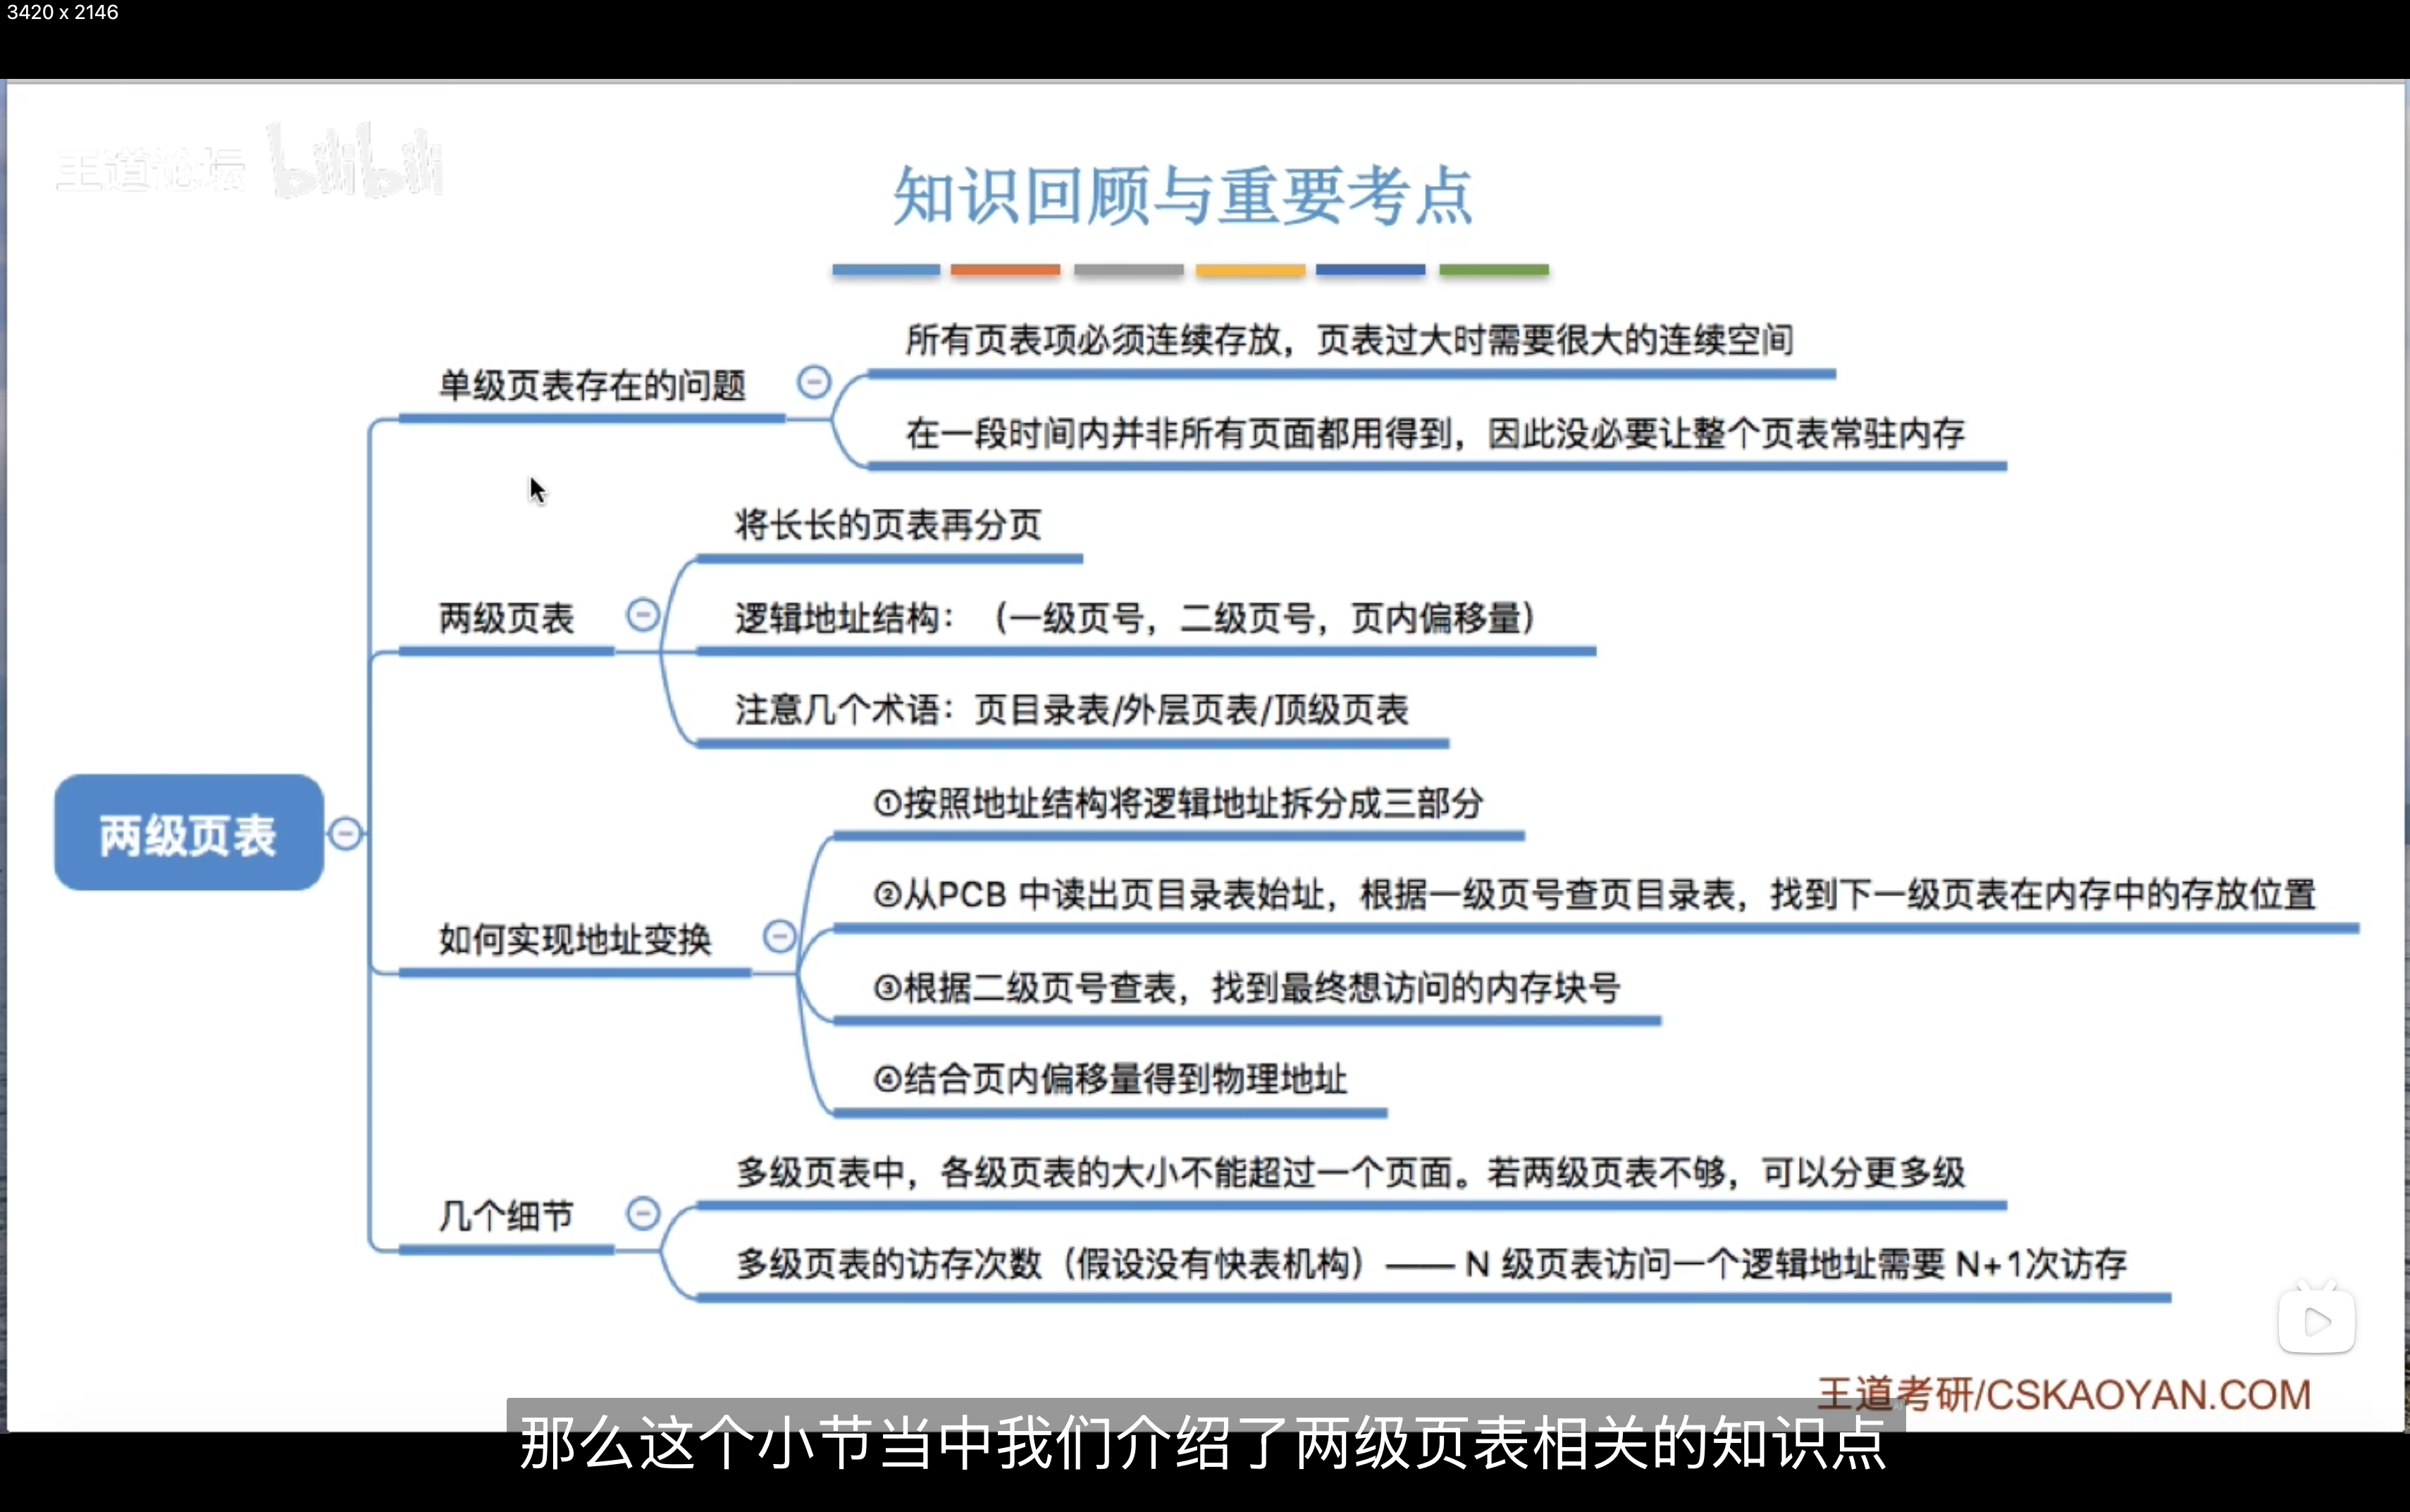 3420 x 2146
王道论坛 bilibili
知识回顾与重要考点
所有页表项必须连续存放，页表过大时需要很大的连续空间
单级页表存在的问题
在一段时间内并非所有页面都用得到，因此没必要让整个页表常驻内存
将长长的页表再分页
两级页表
逻辑地址结构：（一级页号，二级页号，页内偏移量）
注意几个术语：页目录表/外层页表/顶级页表
两级页表
①按照地址结构将逻辑地址拆分成三部分
②从PCB 中读出页目录表始址，根据一级页号查页目录表，找到下一级页表在内存中的存放位置
如何实现地址变换
③根据二级页号查表，找到最终想访问的内存块号
④结合页内偏移量得到物理地址
多级页表中，各级页表的大小不能超过一个页面。若两级页表不够，可以分更多级
几个细节
多级页表的访存次数（假设没有快表机构）—— N 级页表访问一个逻辑地址需要 N+1次访存
王道考研/CSKAOYAN.COM
那么这个小节当中我们介绍了两级页表相关的知识点